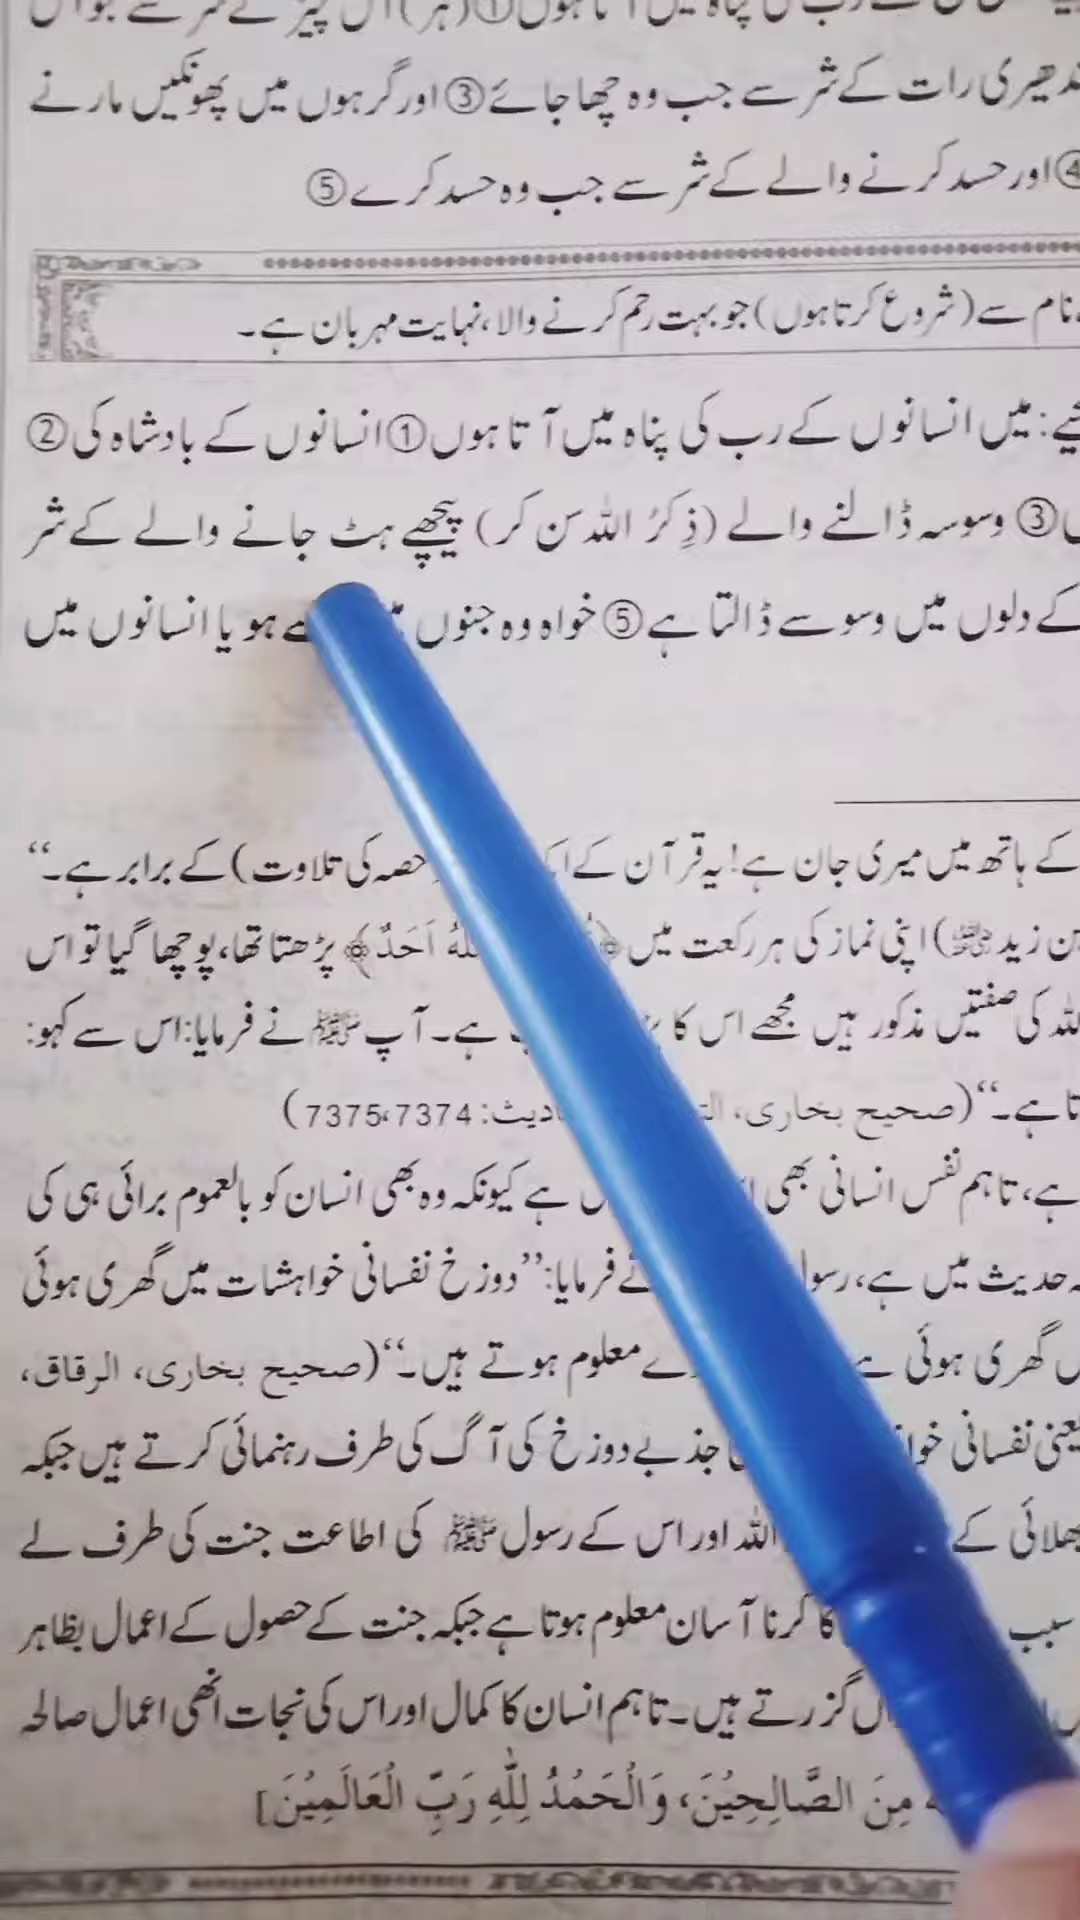 کے شر سے جب وہ چھا جائے③ اور گرہوں میں پھونکیں مارنے
④ اور حسد کرنے والے کے شر سے جب وہ حسد کرے⑤
نام سے (شروع کرتا ہوں) جو بہت رحم کرنے والا، نہایت مہربان ہے۔
میں انسانوں کے رب کی پناہ میں آتا ہوں① انسانوں کے بادشاہ کی②
③ وسوسہ ڈالنے والے (ذِکرُ اللہ سن کر) پیچھے ہٹ جانے والے کے شر
کے دلوں میں وسوسے ڈالتا ہے⑤ خواہ وہ جنوں ہو یا انسانوں میں
کے ہاتھ میں میری جان ہے! یہ قرآن کے حصہ کی تلاوت) کے برابر ہے۔‘‘
زید رضی اللہ عنہ) اپنی نماز کی ہر رکعت میں اَحَدٌ﴾ پڑھتا تھا، پوچھا گیا تو اس
کی صفتیں مذکور ہیں مجھے اس کا ہے۔ آپ ﷺ نے فرمایا: اس سے کہو:
ہے۔‘‘ (صحیح بخاری، 7375،7374)
ہے، تاہم نفس انسانی بھی ہے کیونکہ وہ بھی انسان کو بالعموم برائی ہی کی
حدیث میں ہے، رسول نے فرمایا: ’’دوزخ نفسانی خواہشات میں گھری ہوئی
گھری ہوئی معلوم ہوتے ہیں۔‘‘ (صحیح بخاری، الرقاق،
یعنی نفسانی جذبے دوزخ کی آگ کی طرف رہنمائی کرتے ہیں جبکہ
بھلائی کے اللہ اور اس کے رسول ﷺ کی اطاعت جنت کی طرف لے
سبب کا کرنا آسان معلوم ہوتا ہے جبکہ جنت کے حصول کے اعمال بظاہر
گزرتے ہیں۔ تاہم انسان کا کمال اور اس کی نجات انھی اعمال صالحہ
مِنَ الصَّالِحِیْنَ، وَالْحَمْدُ لِلّٰهِ رَبِّ الْعَالَمِیْنَ]